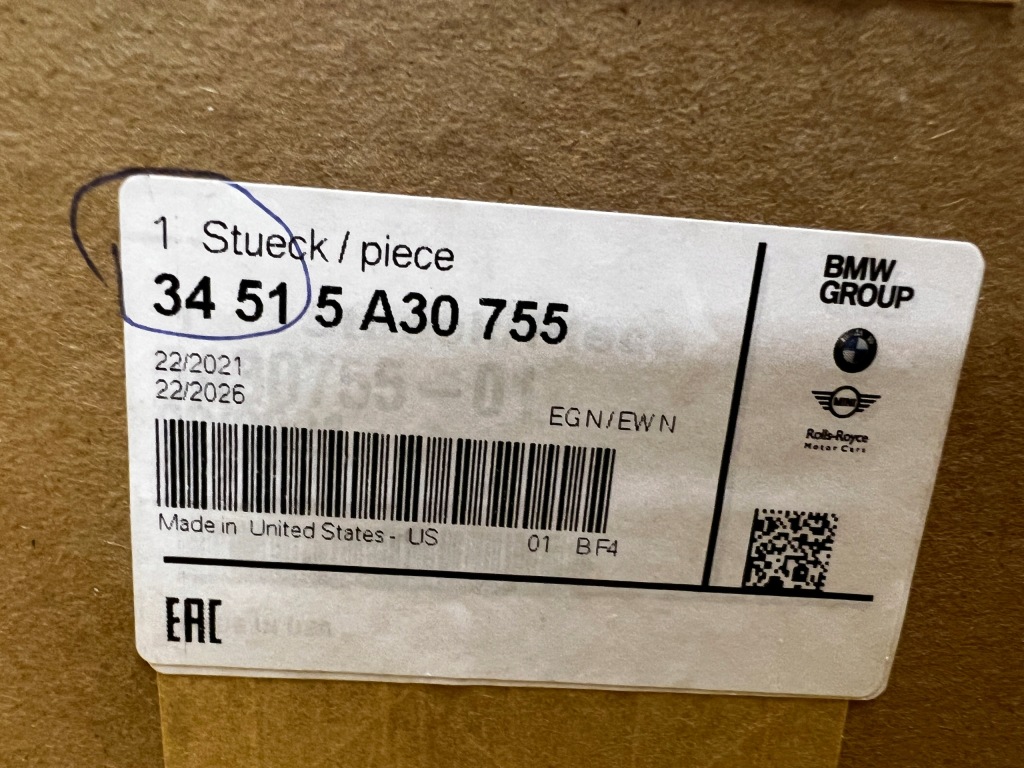 1 Stueck / piece
34 51 5 A30 755
22/2021
22/2026
EGN/EWN
Made in United States - US 01 BF4
EAC
BMW
GROUP
MINI
Rolls-Royce
Motor Cars